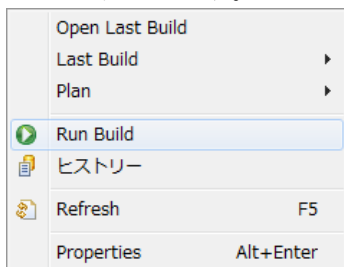 Open Last Build
Last Build
Plan
Run Build
ヒストリー
Refresh F5
Properties Alt+Enter